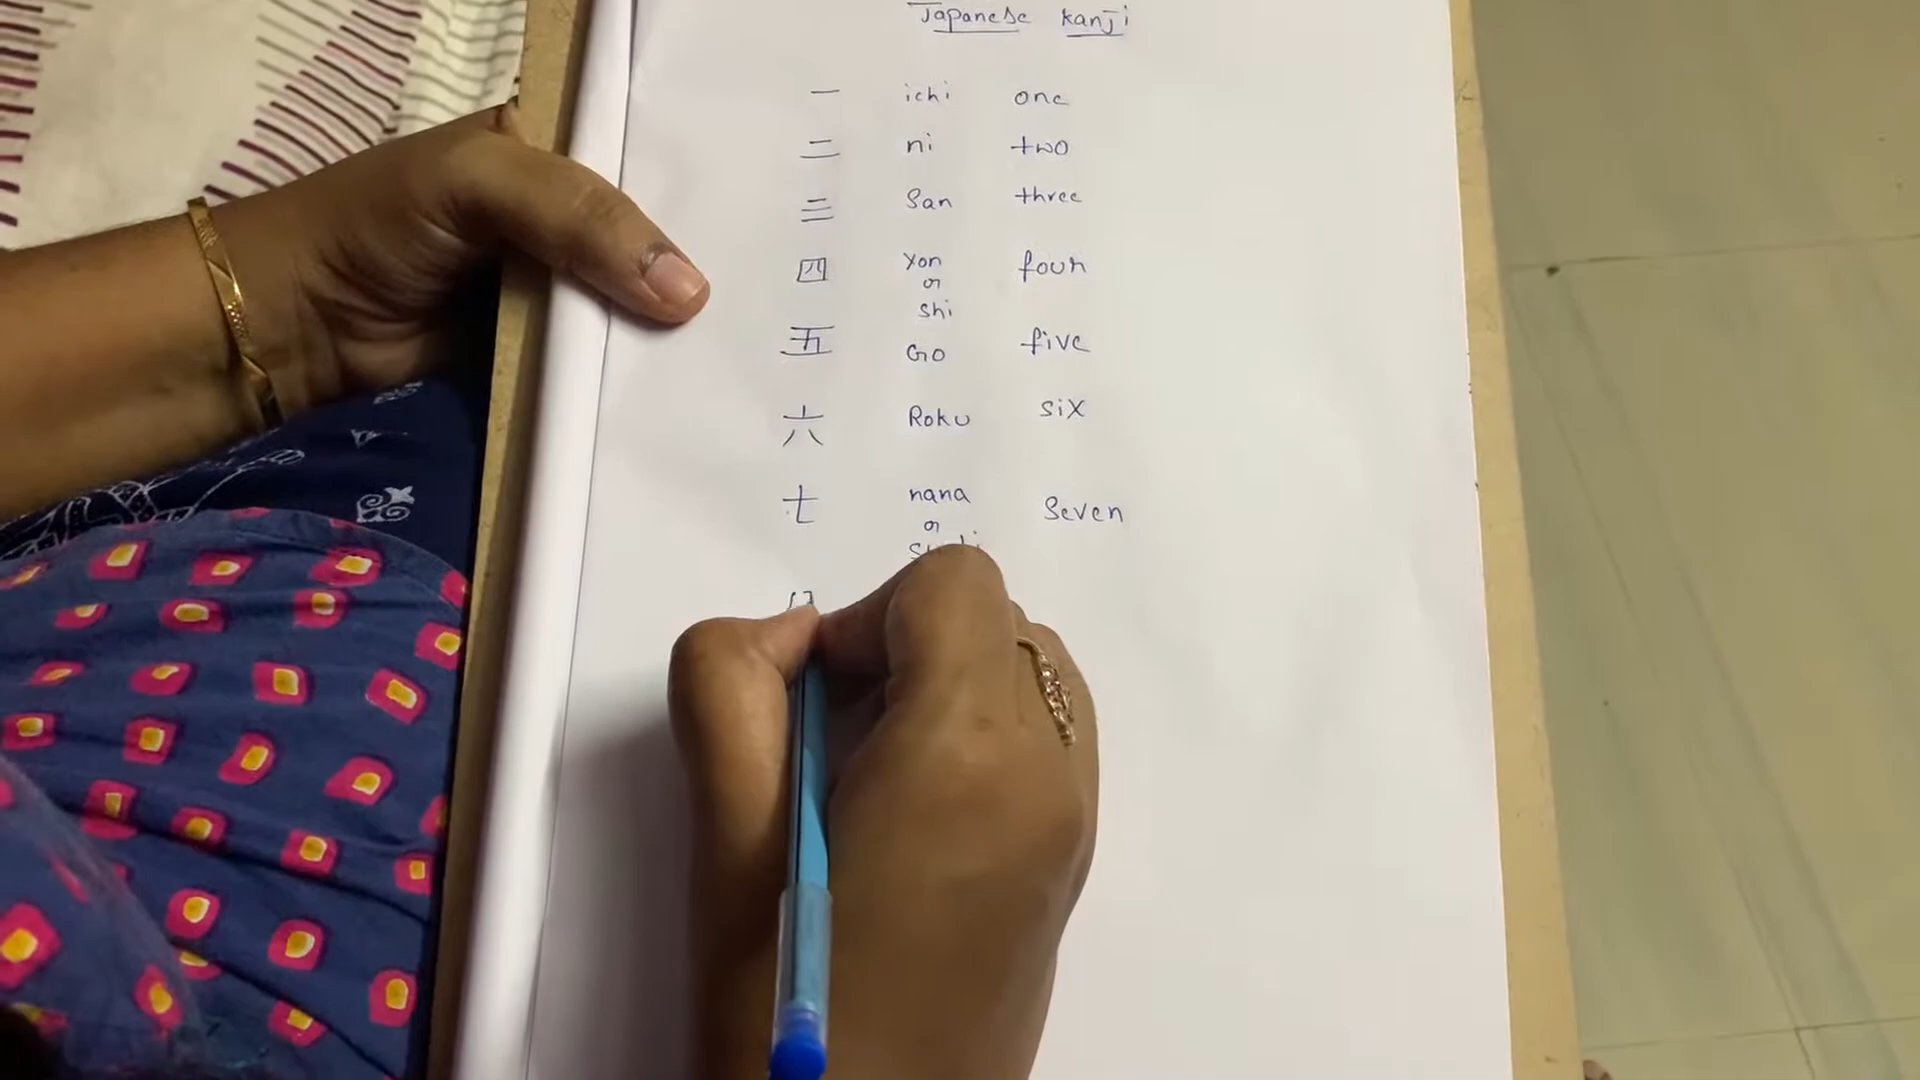 Japanese kanji
一 ichi one
二 ni two
三 San three
四 Yon four
or
shi
五 Go five
六 Roku six
七 nana Seven
or